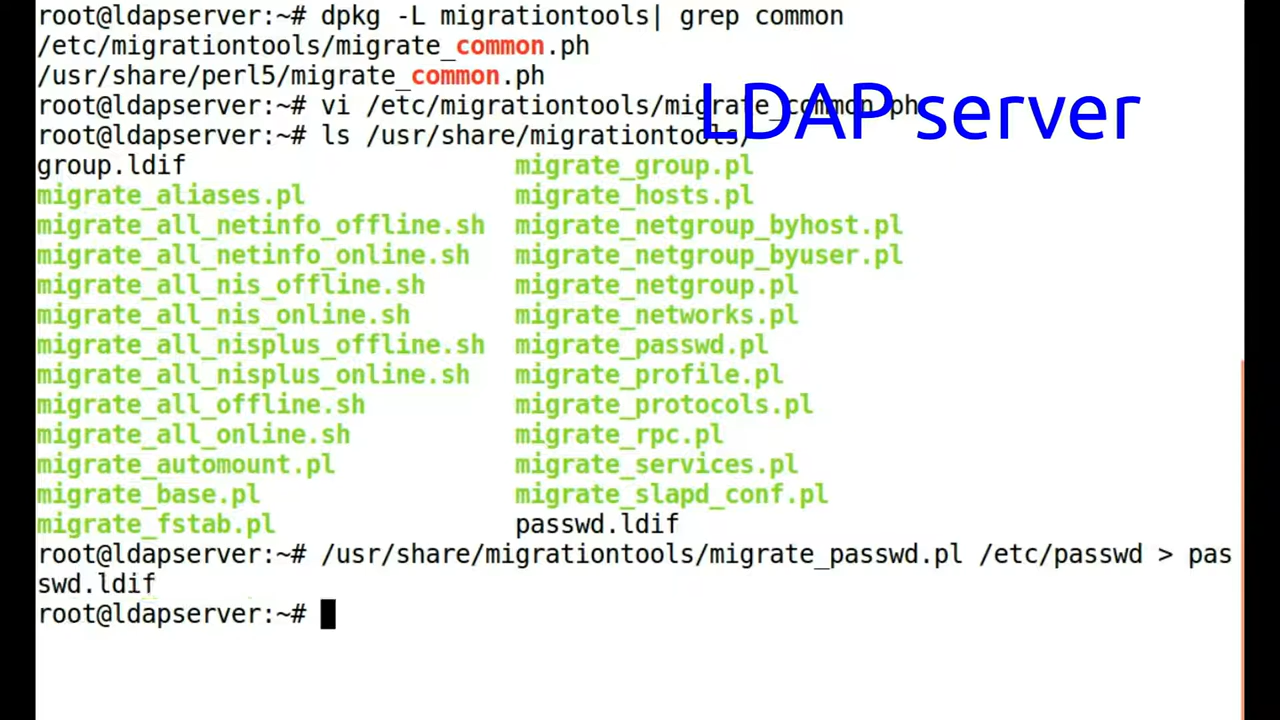 root@ldapserver:~# dpkg -L migrationtools| grep common
/etc/migrationtools/migrate_common.ph
/usr/share/perl5/migrate_common.ph
root@ldapserver:~# vi /etc/migrationtools/migrate_common.ph
LDAP server
root@ldapserver:~# ls /usr/share/migrationtools/
group.ldif migrate_group.pl
migrate_aliases.pl migrate_hosts.pl
migrate_all_netinfo_offline.sh migrate_netgroup_byhost.pl
migrate_all_netinfo_online.sh migrate_netgroup_byuser.pl
migrate_all_nis_offline.sh migrate_netgroup.pl
migrate_all_nis_online.sh migrate_networks.pl
migrate_all_nisplus_offline.sh migrate_passwd.pl
migrate_all_nisplus_online.sh migrate_profile.pl
migrate_all_offline.sh migrate_protocols.pl
migrate_all_online.sh migrate_rpc.pl
migrate_automount.pl migrate_services.pl
migrate_base.pl migrate_slapd_conf.pl
migrate_fstab.pl passwd.ldif
root@ldapserver:~# /usr/share/migrationtools/migrate_passwd.pl /etc/passwd > pas
swd.ldif
root@ldapserver:~#